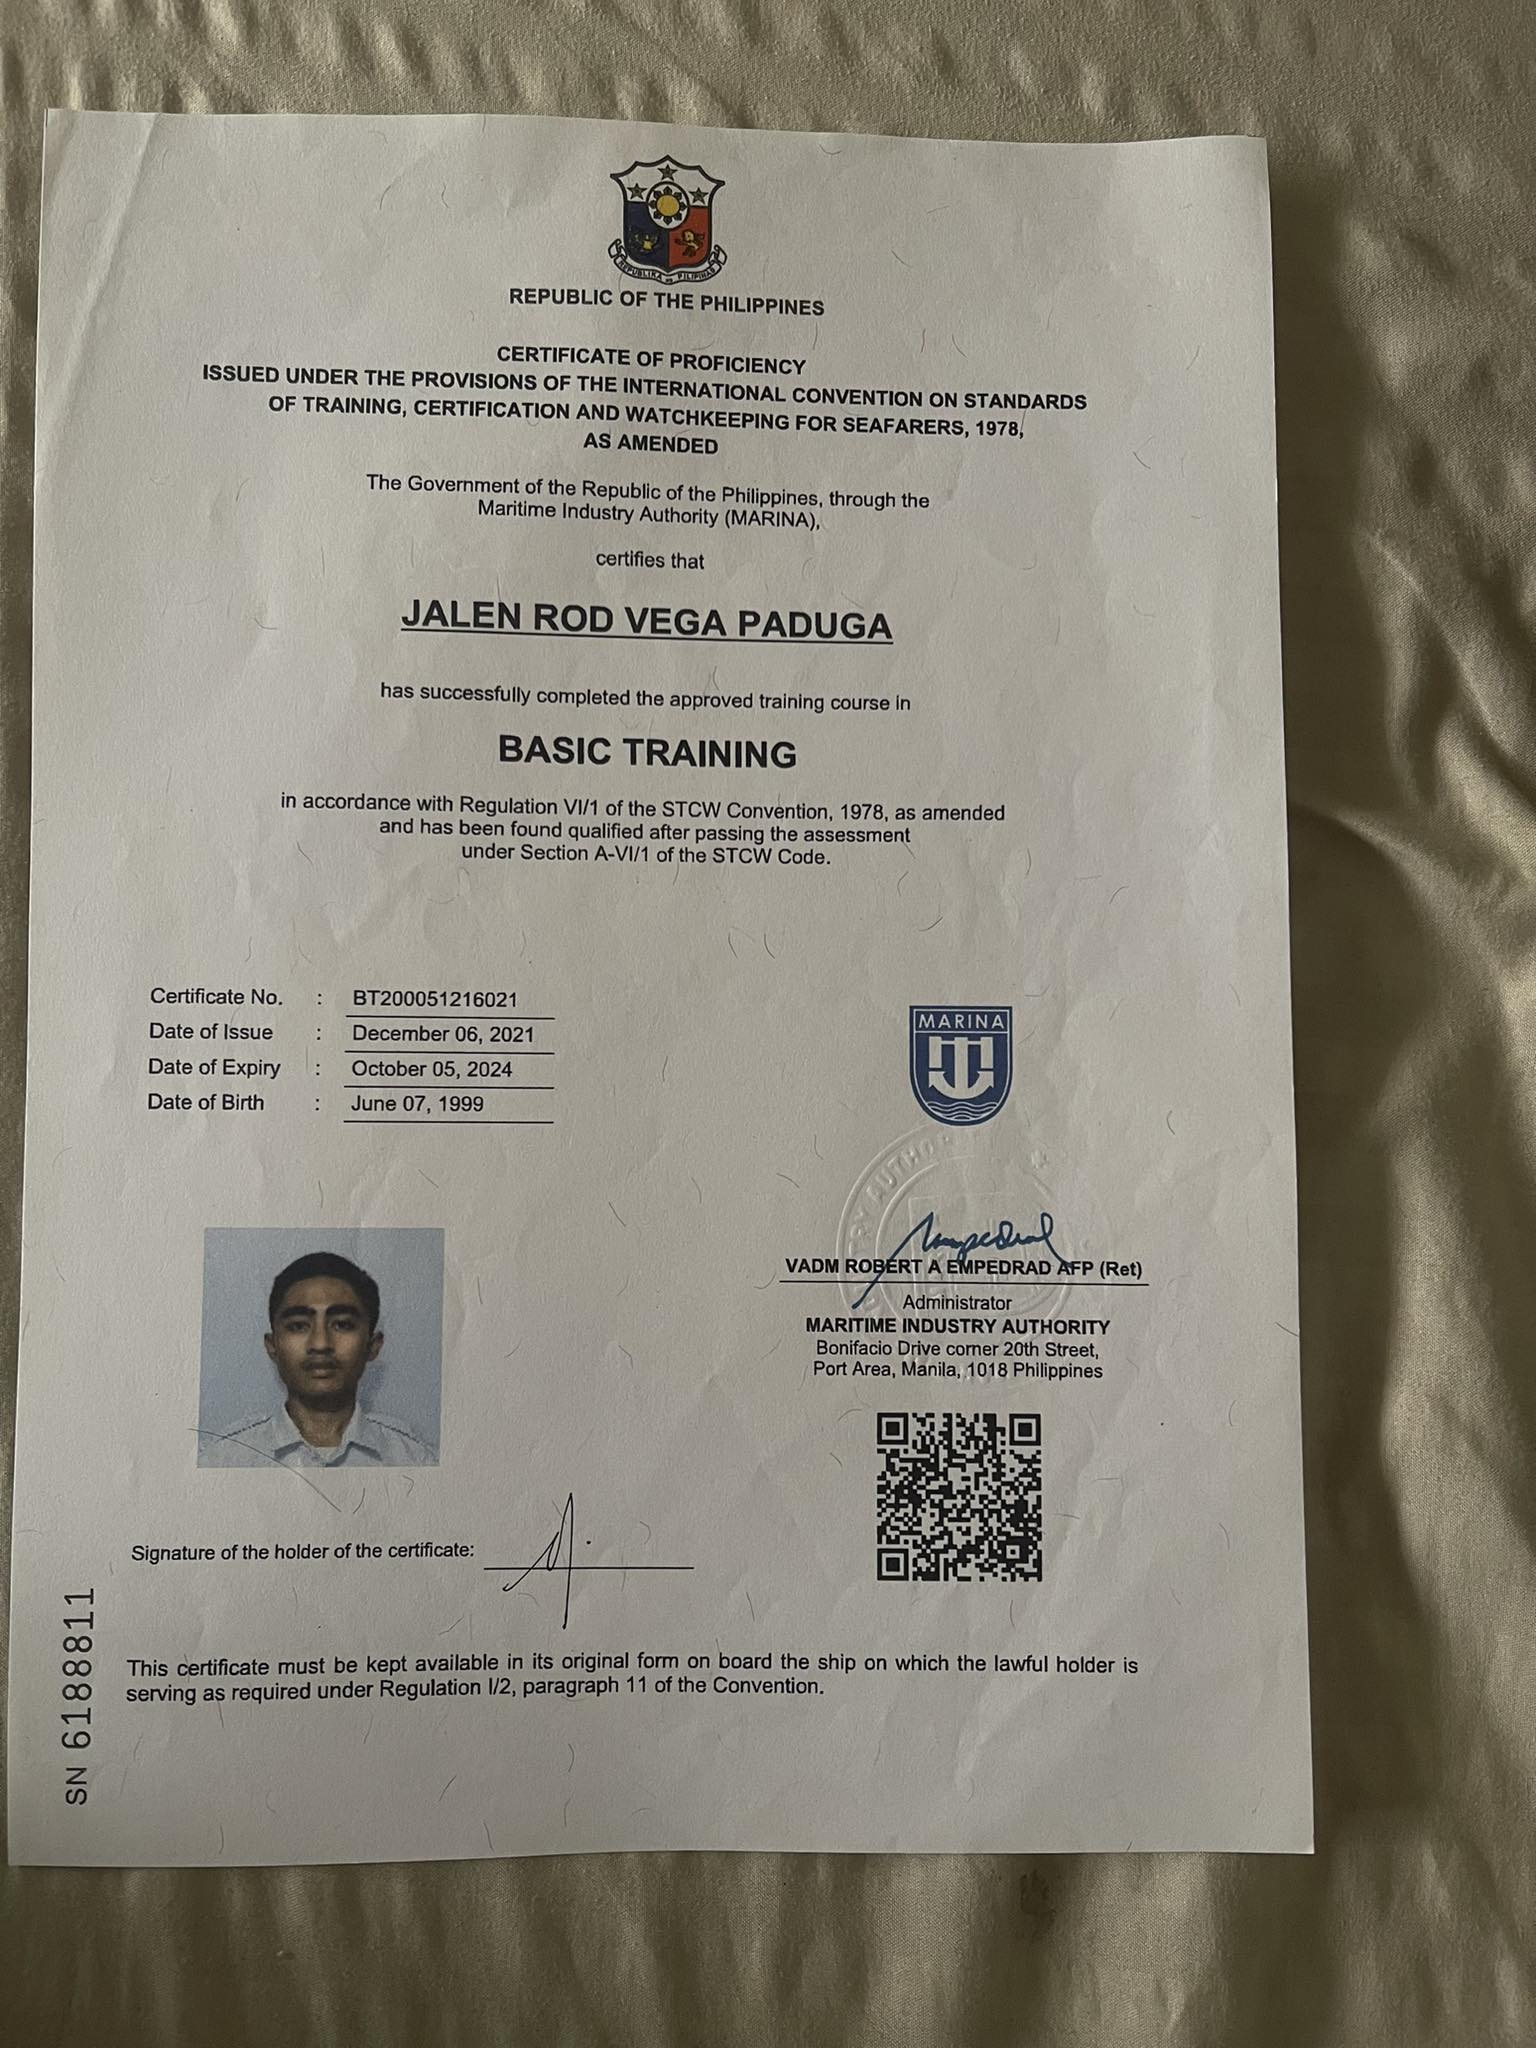 REPUBLIKA NG PILIPINAS
REPUBLIC OF THE PHILIPPINES
CERTIFICATE OF PROFICIENCY
ISSUED UNDER THE PROVISIONS OF THE INTERNATIONAL CONVENTION ON STANDARDS
OF TRAINING, CERTIFICATION AND WATCHKEEPING FOR SEAFARERS, 1978,
AS AMENDED
The Government of the Republic of the Philippines, through the
Maritime Industry Authority (MARINA),
certifies that
JALEN ROD VEGA PADUGA
has successfully completed the approved training course in
BASIC TRAINING
in accordance with Regulation VI/1 of the STCW Convention, 1978, as amended
and has been found qualified after passing the assessment
under Section A-VI/1 of the STCW Code.
Certificate No. : BT200051216021
Date of Issue : December 06, 2021
Date of Expiry : October 05, 2024
Date of Birth : June 07, 1999
MARINA
VADM ROBERT A EMPEDRAD AFP (Ret)
Administrator
MARITIME INDUSTRY AUTHORITY
Bonifacio Drive corner 20th Street,
Port Area, Manila, 1018 Philippines
Signature of the holder of the certificate:
This certificate must be kept available in its original form on board the ship on which the lawful holder is
serving as required under Regulation I/2, paragraph 11 of the Convention.
SN 6188811